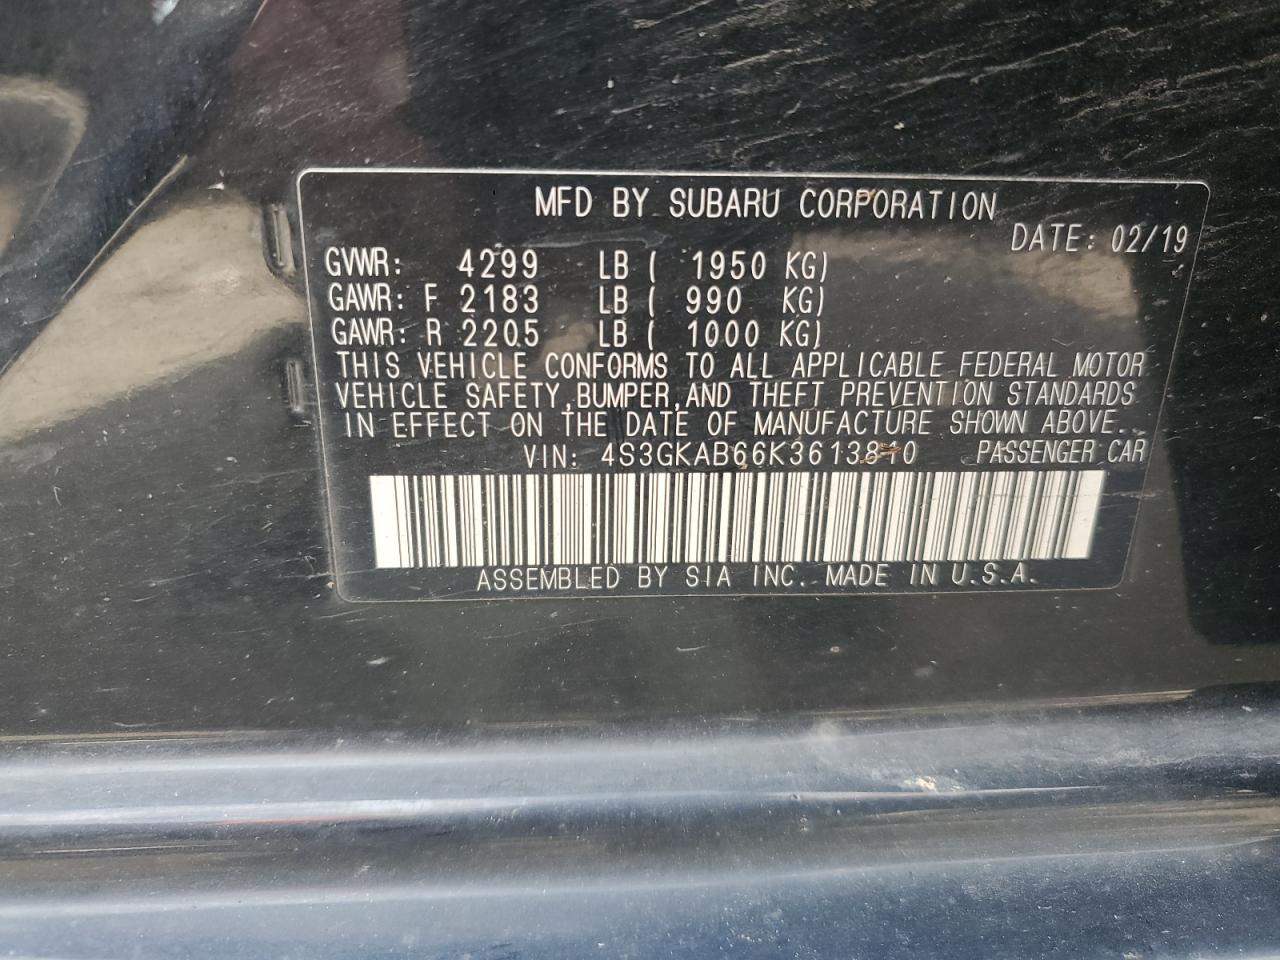 MFD BY SUBARU CORPORATION
DATE: 02/19
GVWR: 4299 LB ( 1950 KG)
GAWR: F 2183 LB ( 990 KG)
GAWR: R 2205 LB ( 1000 KG)
THIS VEHICLE CONFORMS TO ALL APPLICABLE FEDERAL MOTOR
VEHICLE SAFETY,BUMPER,AND THEFT PREVENTION STANDARDS
IN EFFECT ON THE DATE OF MANUFACTURE SHOWN ABOVE.
VIN: 4S3GKAB66K3613810 PASSENGER CAR
ASSEMBLED BY SIA INC. MADE IN U.S.A.